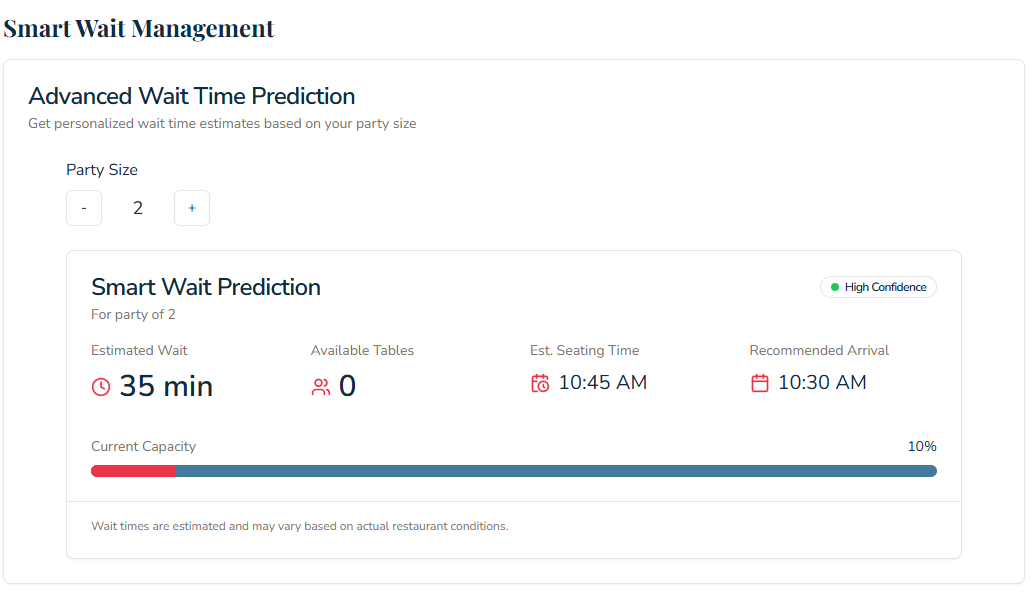 Smart Wait Management
Advanced Wait Time Prediction
Get personalized wait time estimates based on your party size
Party Size
- 2 +
Smart Wait Prediction
High Confidence
For party of 2
Estimated Wait Available Tables Est. Seating Time Recommended Arrival
35 min 0 10:45 AM 10:30 AM
Current Capacity 10%
Wait times are estimated and may vary based on actual restaurant conditions.